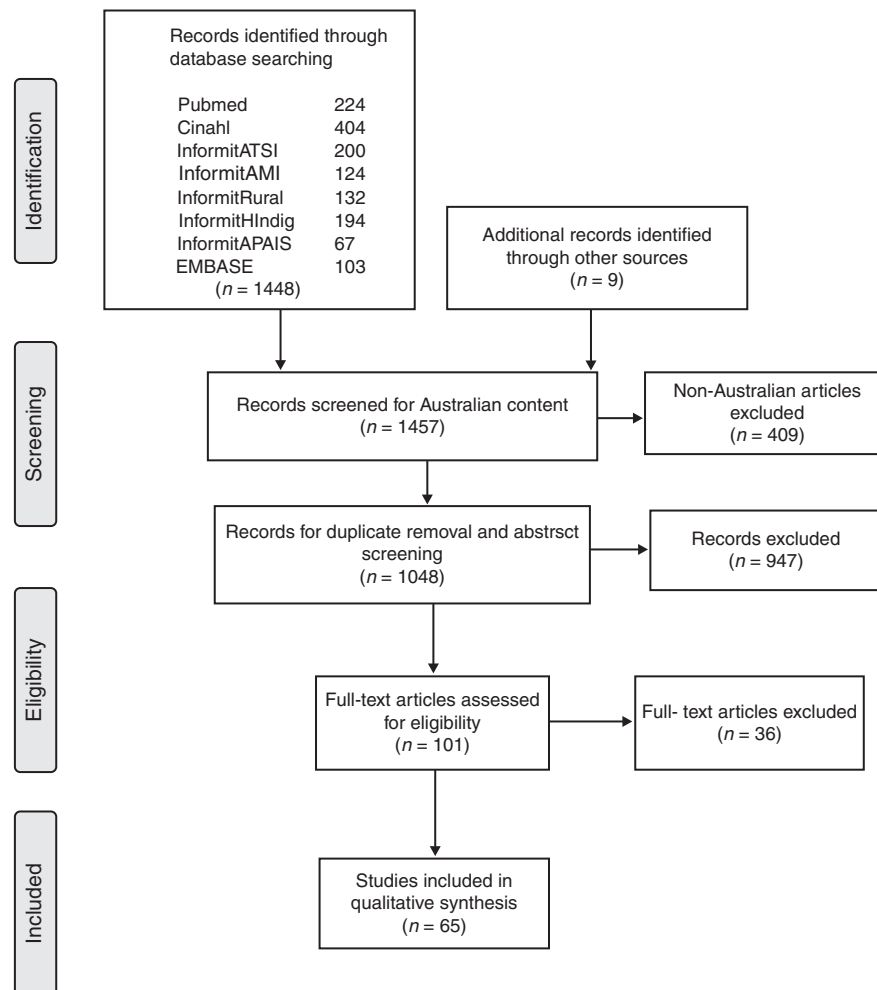 Identification
Records identified through
database searching
Pubmed 224
Cinahl 404
InformitATSI 200
InformitAMI 124
InformitRural 132
InformitHIndig 194
InformitAPAIS 67
EMBASE 103
(n = 1448)
Additional records identified
through other sources
(n = 9)
Screening
Records screened for Australian content
(n = 1457)
Non-Australian articles
excluded
(n = 409)
Records for duplicate removal and abstrsct
screening
(n = 1048)
Records excluded
(n = 947)
Eligibility
Full-text articles assessed
for eligibility
(n = 101)
Full- text articles excluded
(n = 36)
Included
Studies included in
qualitative synthesis
(n = 65)